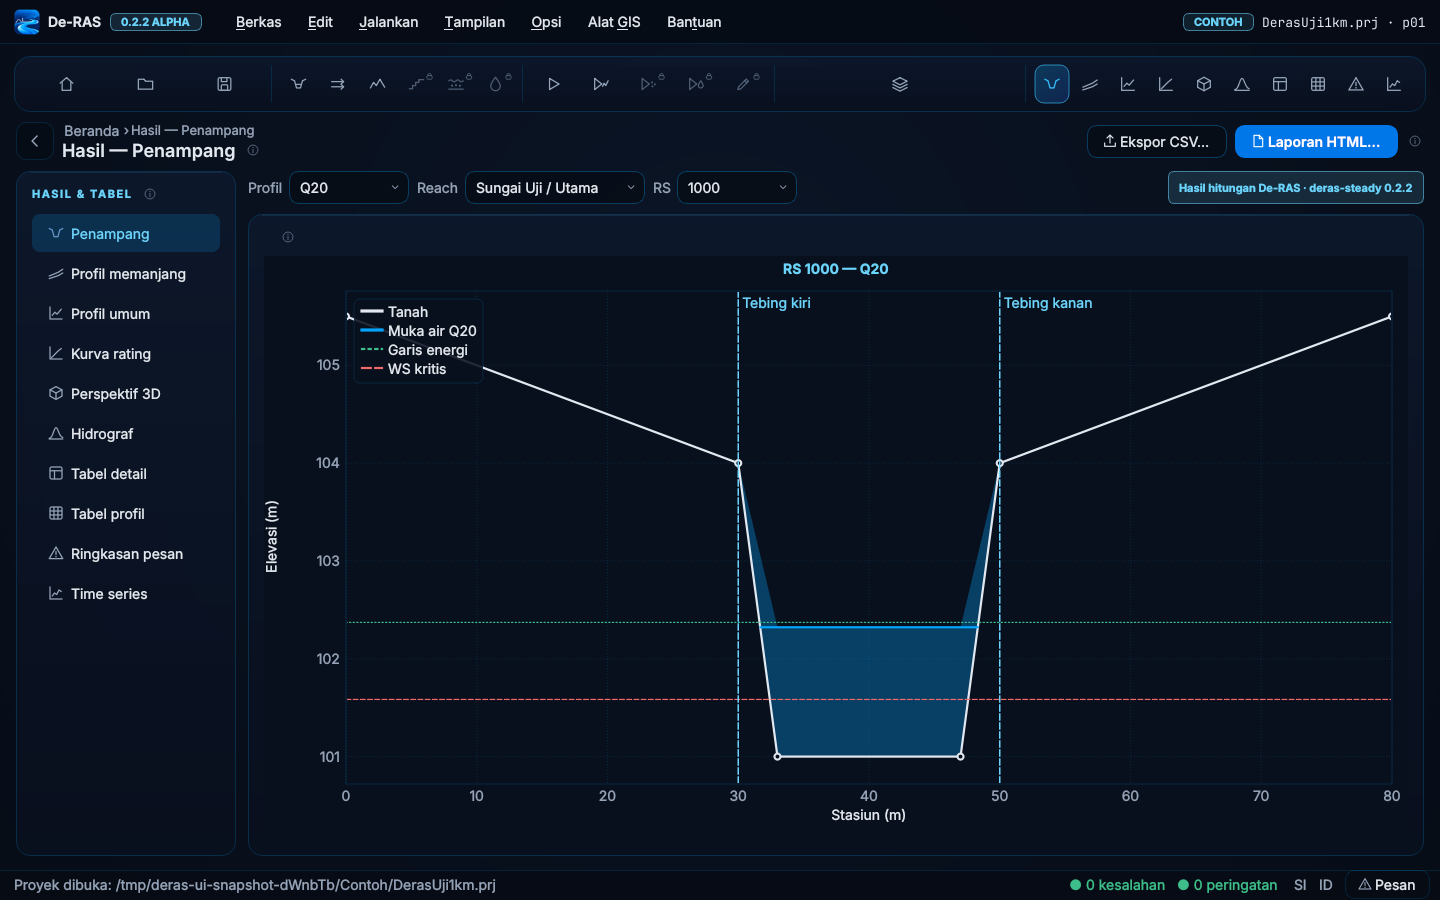 De-RAS 0.2.2 ALPHA Berkas Edit Jalankan Tampilan Opsi Alat GIS Bantuan CONTOH DerasUji1km.prj · p01
Beranda › Hasil — Penampang
Hasil — Penampang
Ekspor CSV... Laporan HTML...
HASIL & TABEL
Penampang
Profil memanjang
Profil umum
Kurva rating
Perspektif 3D
Hidrograf
Tabel detail
Tabel profil
Ringkasan pesan
Time series
Profil Q20 Reach Sungai Uji / Utama RS 1000 Hasil hitungan De-RAS · deras-steady 0.2.2
RS 1000 — Q20
Tebing kiri Tebing kanan
Tanah
Muka air Q20
Garis energi
WS kritis
Elevasi (m)
105
104
103
102
101
0 10 20 30 40 50 60 70 80
Stasiun (m)
Proyek dibuka: /tmp/deras-ui-snapshot-dWnbTb/Contoh/DerasUji1km.prj 0 kesalahan 0 peringatan SI ID Pesan